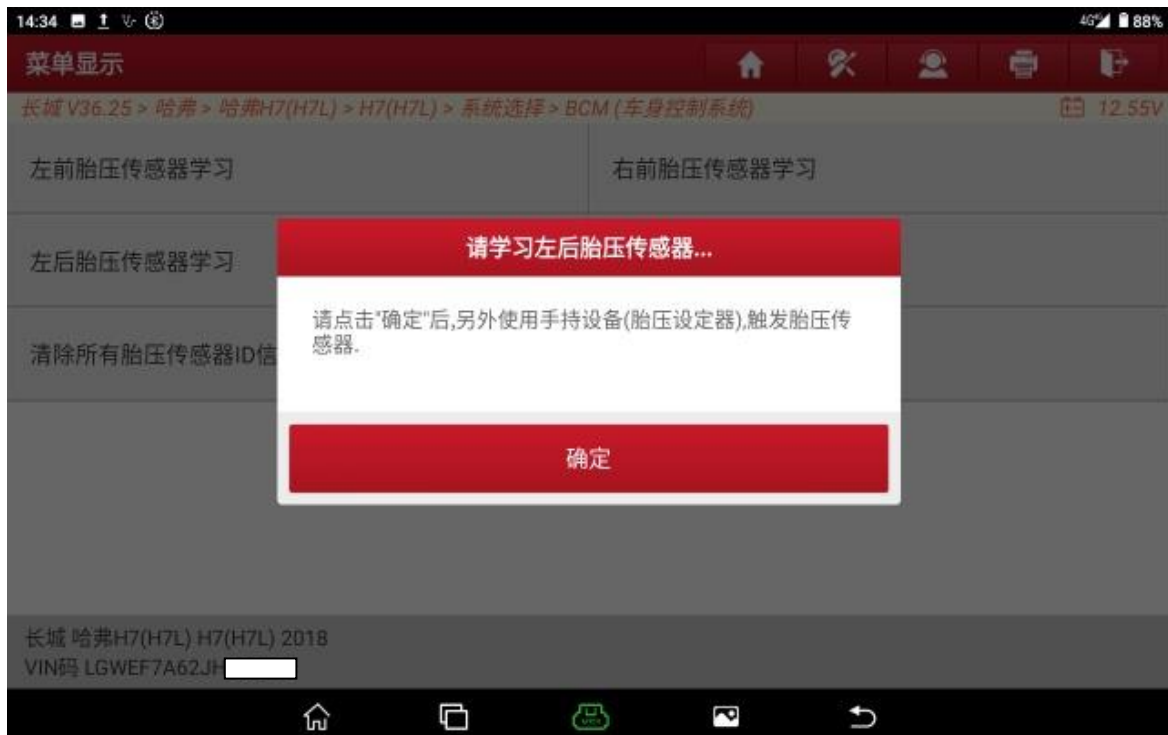 14:34
4G 88%
菜单显示
长城 V36.25 > 哈弗 > 哈弗H7(H7L) > H7(H7L) > 系统选择 > BCM (车身控制系统)
12.55V
左前胎压传感器学习
右前胎压传感器学习
左后胎压传感器学习
请学习左后胎压传感器...
请点击"确定"后,另外使用手持设备(胎压设定器),触发胎压传
感器.
清除所有胎压传感器ID信
确定
长城 哈弗H7(H7L) H7(H7L) 2018
VIN码 LGWEF7A62JH
VCI